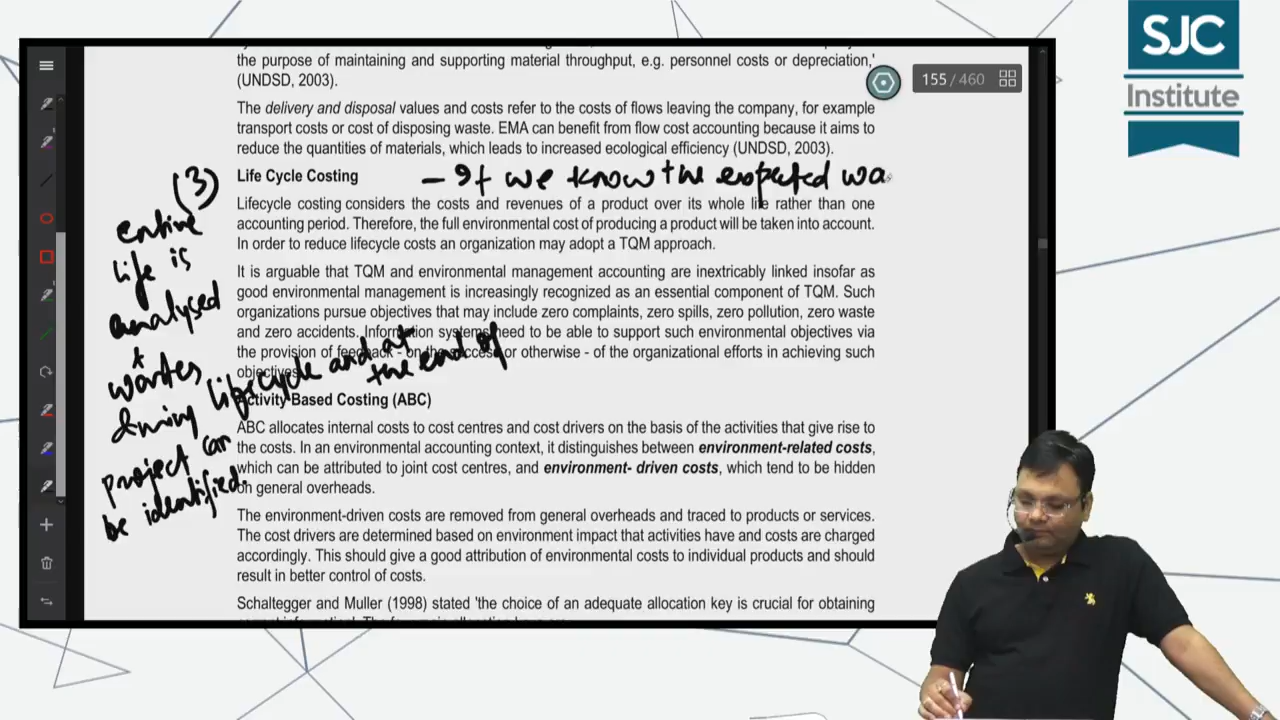 SJC
Institute
155 / 460
the purpose of maintaining and supporting material throughput, e.g. personnel costs or depreciation,'
(UNDSD, 2003).
The delivery and disposal values and costs refer to the costs of flows leaving the company, for example
transport costs or cost of disposing waste. EMA can benefit from flow cost accounting because it aims to
reduce the quantities of materials, which leads to increased ecological efficiency (UNDSD, 2003).
Life Cycle Costing
- If we know the expected wa
Lifecycle costing considers the costs and revenues of a product over its whole life rather than one
accounting period. Therefore, the full environmental cost of producing a product will be taken into account.
In order to reduce lifecycle costs an organization may adopt a TQM approach.
It is arguable that TQM and environmental management accounting are inextricably linked insofar as
good environmental management is increasingly recognized as an essential component of TQM. Such
organizations pursue objectives that may include zero complaints, zero spills, zero pollution, zero waste
and zero accidents. Information systems need to be able to support such environmental objectives via
the provision of feedback - on the success or otherwise - of the organizational efforts in achieving such
objectives.
(3)
entire
life is
analysed
+
wastes
during lifecycle and at
the end of
project can
be identified.
Activity Based Costing (ABC)
ABC allocates internal costs to cost centres and cost drivers on the basis of the activities that give rise to
the costs. In an environmental accounting context, it distinguishes between environment-related costs,
which can be attributed to joint cost centres, and environment- driven costs, which tend to be hidden
on general overheads.
The environment-driven costs are removed from general overheads and traced to products or services.
The cost drivers are determined based on environment impact that activities have and costs are charged
accordingly. This should give a good attribution of environmental costs to individual products and should
result in better control of costs.
Schaltegger and Muller (1998) stated 'the choice of an adequate allocation key is crucial for obtaining